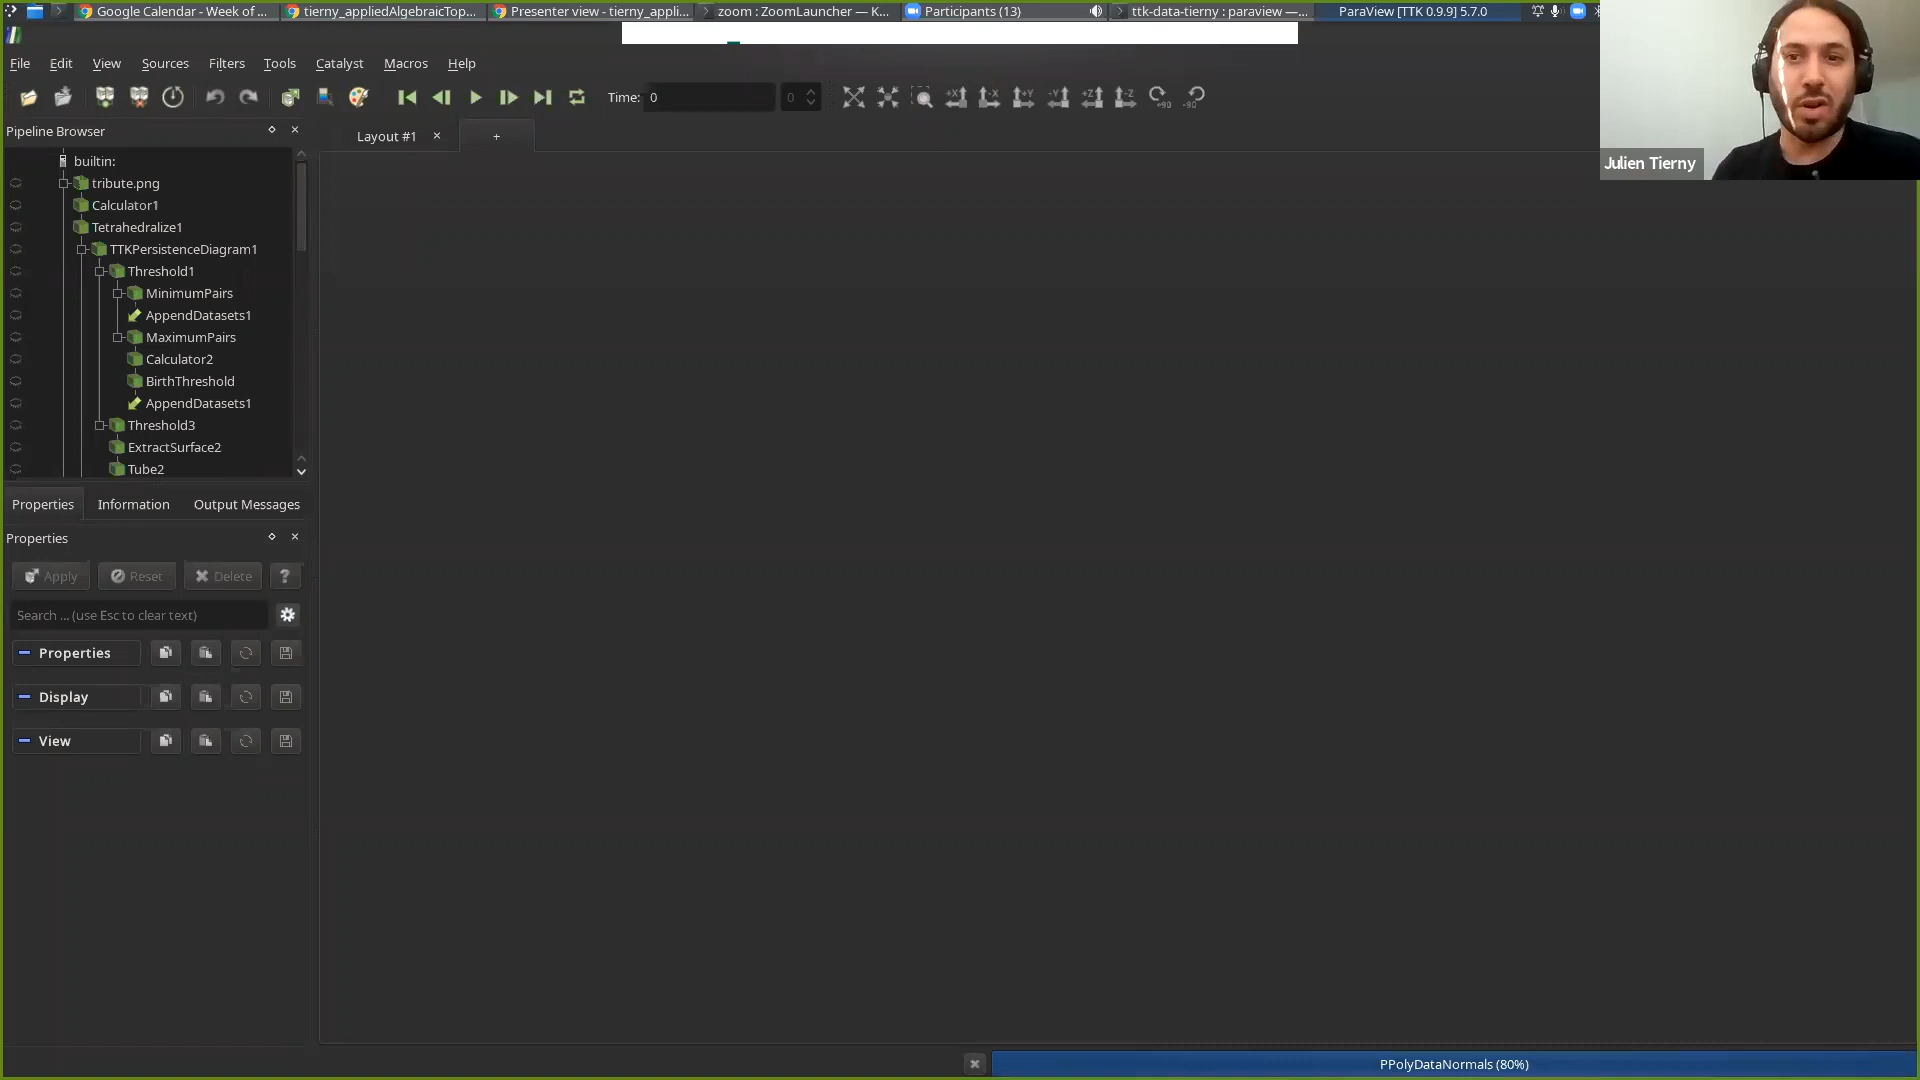 Google Calendar - Week of ...
tierny_appliedAlgebraicTop...
Presenter view - tierny_appli...
zoom : ZoomLauncher — K...
Participants (13)
ttk-data-tierny : paraview —...
ParaView [TTK 0.9.9] 5.7.0
File Edit View Sources Filters Tools Catalyst Macros Help
Time: 0 0
+X -X +Y -Y +Z -Z +90 -90
Pipeline Browser
Layout #1 +
builtin:
tribute.png
Calculator1
Tetrahedralize1
TTKPersistenceDiagram1
Threshold1
MinimumPairs
AppendDatasets1
MaximumPairs
Calculator2
BirthThreshold
AppendDatasets1
Threshold3
ExtractSurface2
Tube2
Properties Information Output Messages
Properties
Apply Reset Delete ?
Search ... (use Esc to clear text)
Properties
Display
View
Julien Tierny
PPolyDataNormals (80%)